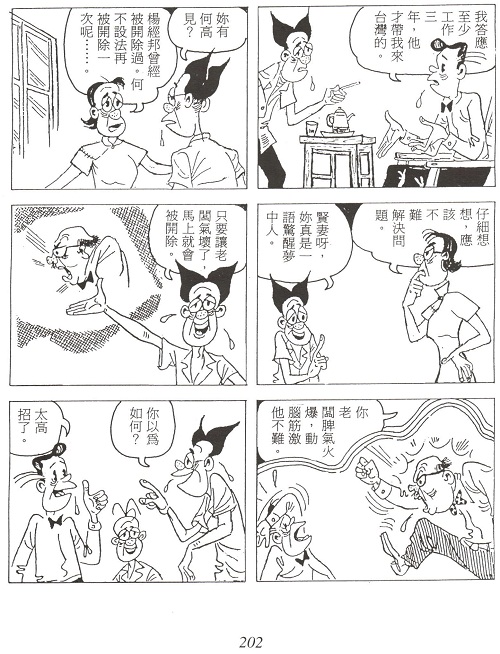 我答應
至少
工作
三
年，他
才帶我來
台灣的。
妳有
何高
見？
楊經邦曾經
被開除過。何
不設法再
被開除一
次呢……。
仔細想
想，應
該不
難
解決問
題。
賢妻呀，
妳真是一
語驚醒夢
中人。
只要讓老
闆氣壞了，
馬上就會
被開除。
你
老
闆脾氣火
爆，動
腦筋激
他不難。
你以爲
如何？
太高
招了。
202